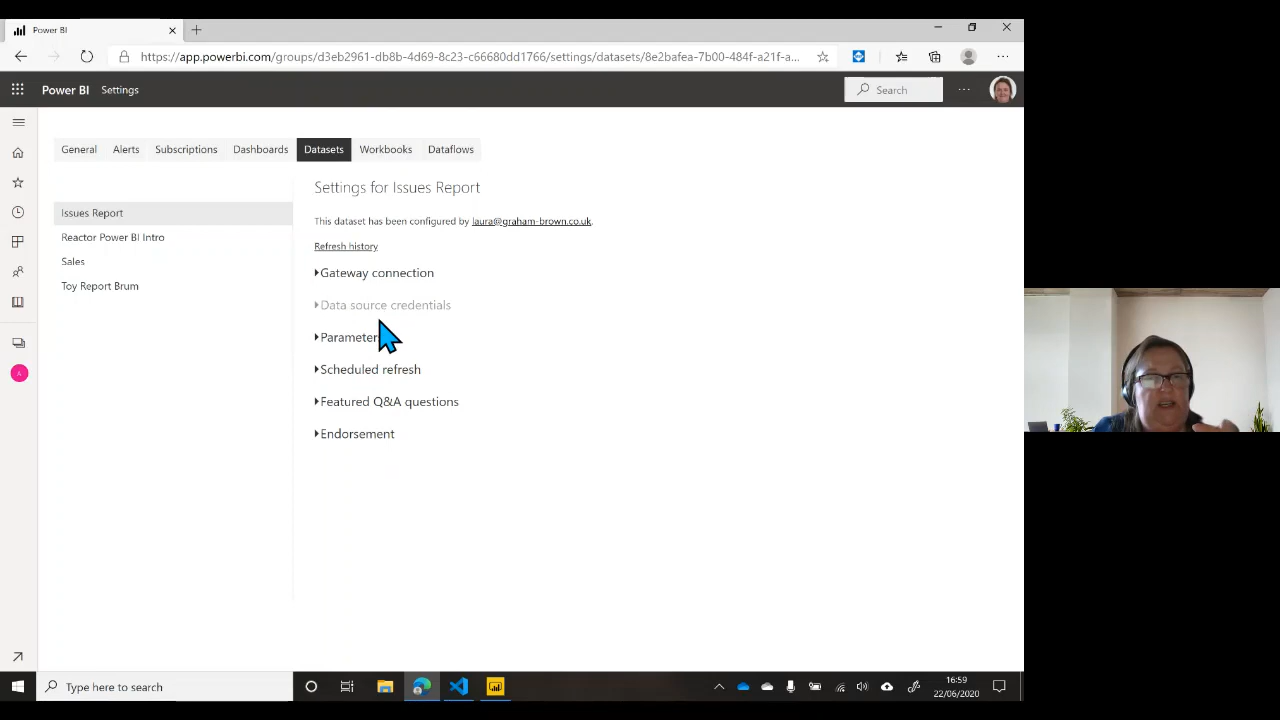 Power BI
https://app.powerbi.com/groups/d3eb2961-db8b-4d69-8c23-c66680dd1766/settings/datasets/8e2bafea-7b00-484f-a21f-a...
Power BI Settings
Search
General Alerts Subscriptions Dashboards Datasets Workbooks Dataflows
Settings for Issues Report
Issues Report
This dataset has been configured by laura@graham-brown.co.uk.
Reactor Power BI Intro
Refresh history
Sales
Gateway connection
Toy Report Brum
Data source credentials
Parameter
Scheduled refresh
Featured Q&A questions
Endorsement
A
Type here to search
16:59
22/06/2020